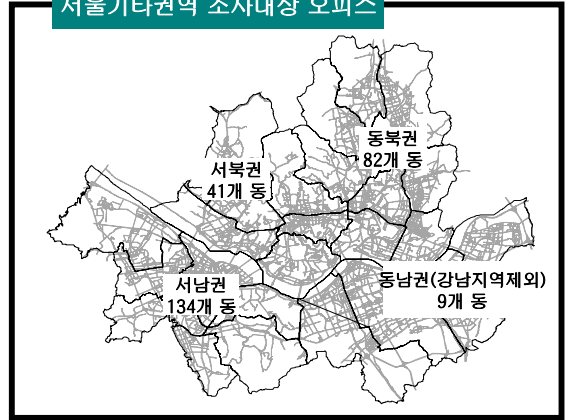 서울기타권역 조사대상 오피스
동북권
82개 동
서북권
41개 동
서남권
134개 동
동남권(강남지역제외)
9개 동